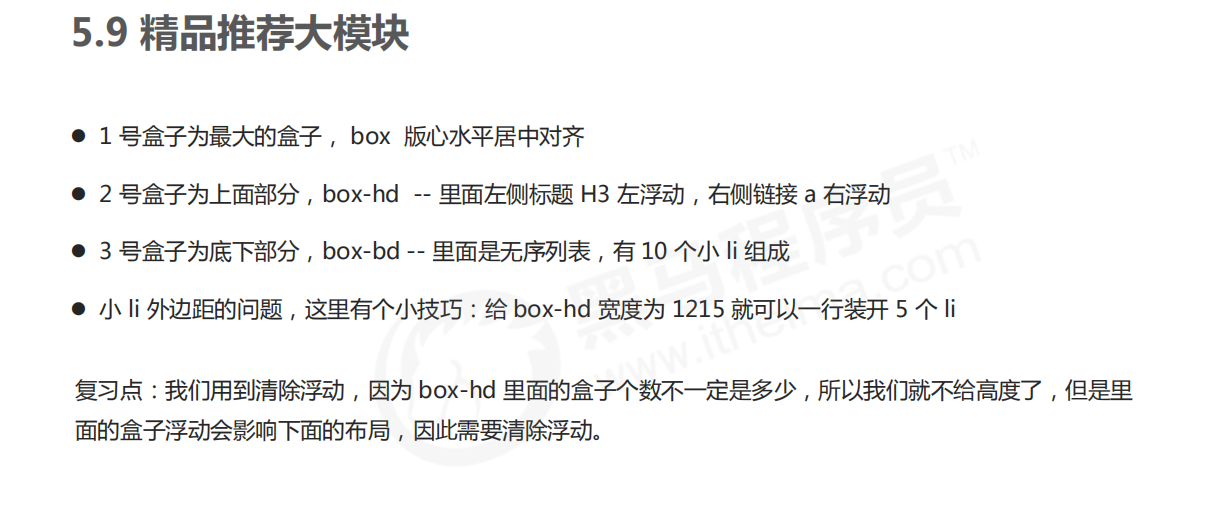 5.9 精品推荐大模块
● 1 号盒子为最大的盒子， box 版心水平居中对齐
● 2 号盒子为上面部分，box-hd -- 里面左侧标题 H3 左浮动，右侧链接 a 右浮动
● 3 号盒子为底下部分，box-bd -- 里面是无序列表，有 10 个小 li 组成
● 小 li 外边距的问题，这里有个小技巧：给 box-hd 宽度为 1215 就可以一行装开 5 个 li
复习点：我们用到清除浮动，因为 box-hd 里面的盒子个数不一定是多少，所以我们就不给高度了，但是里
面的盒子浮动会影响下面的布局，因此需要清除浮动。
黑马程序员™
www.itheima.com